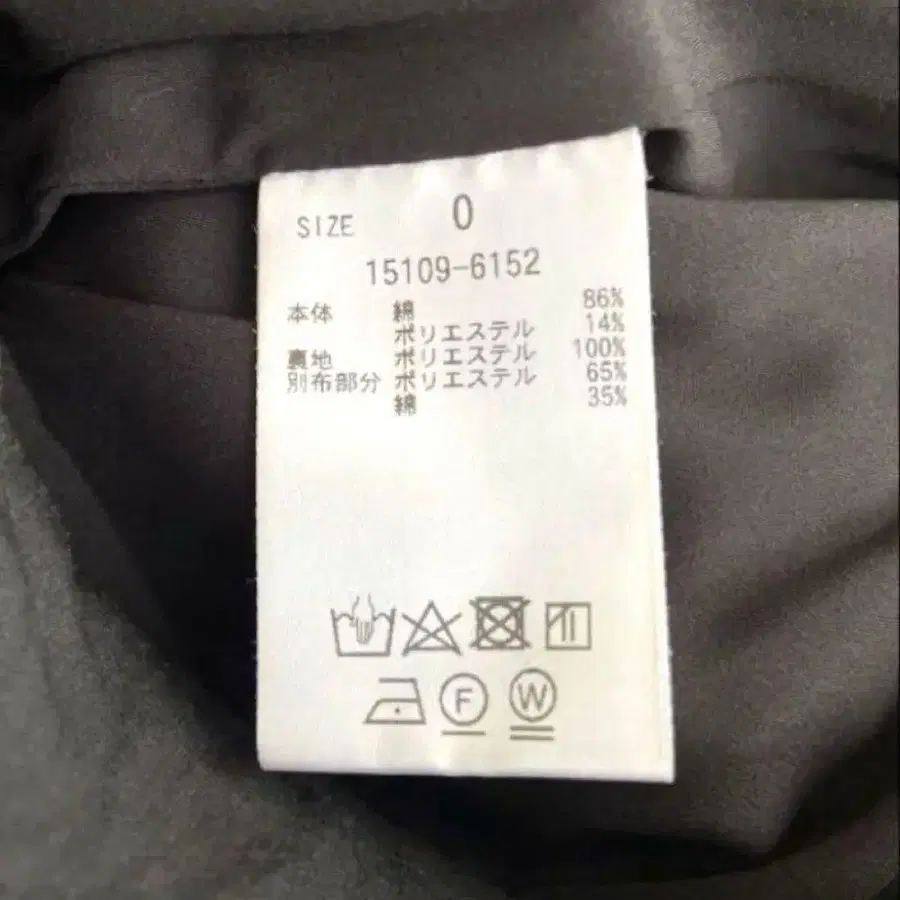 SIZE 0
15109-6152
本体 綿 86%
ポリエステル 14%
裏地 ポリエステル 100%
別布部分 ポリエステル 65%
綿 35%
F W